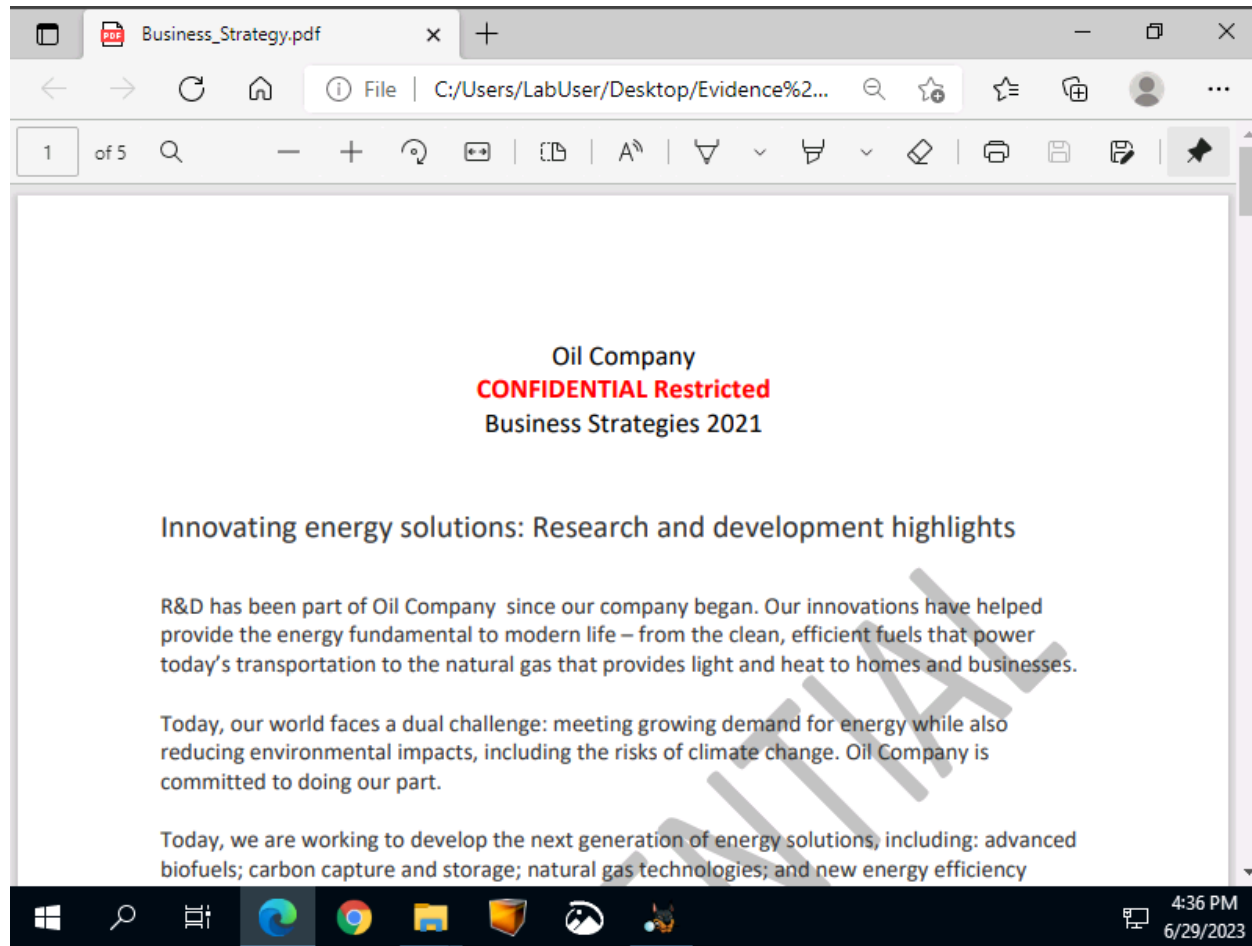 Business_Strategy.pdf
File C:/Users/LabUser/Desktop/Evidence%2...
1 of 5
Oil Company
CONFIDENTIAL Restricted
Business Strategies 2021
Innovating energy solutions: Research and development highlights
R&D has been part of Oil Company  since our company began. Our innovations have helped
provide the energy fundamental to modern life – from the clean, efficient fuels that power
today's transportation to the natural gas that provides light and heat to homes and businesses.
Today, our world faces a dual challenge: meeting growing demand for energy while also
reducing environmental impacts, including the risks of climate change. Oil Company is
committed to doing our part.
Today, we are working to develop the next generation of energy solutions, including: advanced
biofuels; carbon capture and storage; natural gas technologies; and new energy efficiency
ENTIAL
4:36 PM
6/29/2023